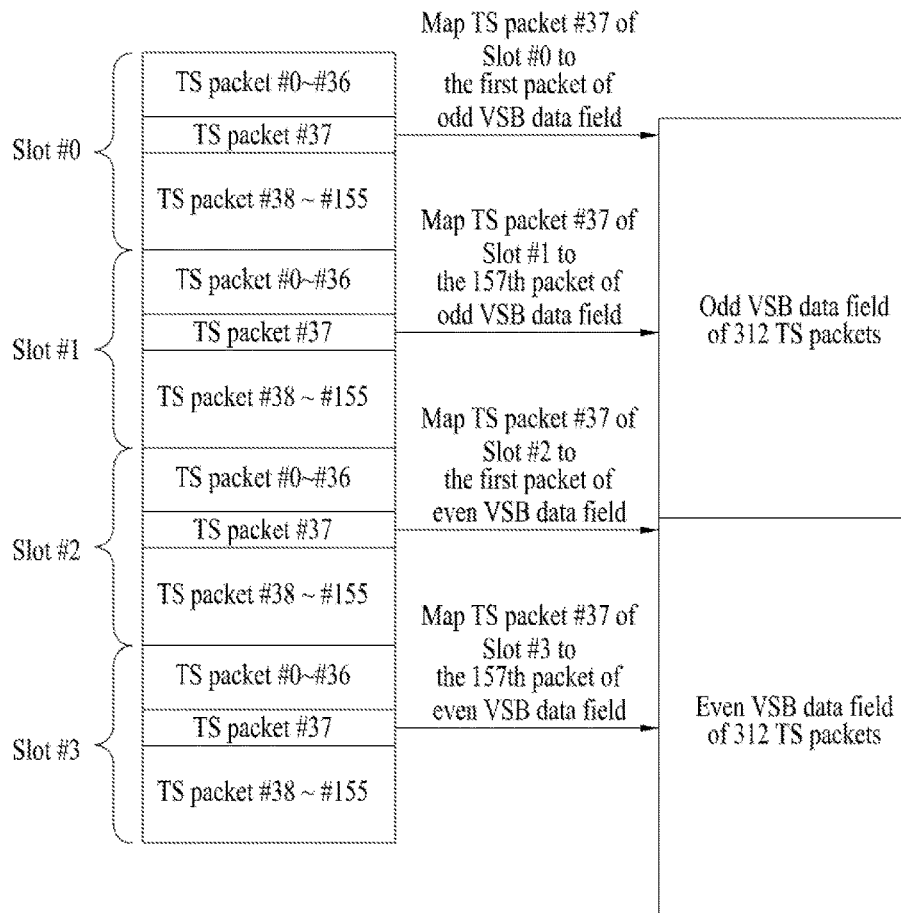 Map TS packet #37 of
Slot #0 to
the first packet of
odd VSB data field
Slot #0
TS packet #0~#36
TS packet #37
TS packet #38 ~ #155
Map TS packet #37 of
Slot #1 to
the 157th packet of
odd VSB data field
Slot #1
TS packet #0~#36
TS packet #37
TS packet #38 ~ #155
Odd VSB data field
of 312 TS packets
Map TS packet #37 of
Slot #2 to
the first packet of
even VSB data field
Slot #2
TS packet #0~#36
TS packet #37
TS packet #38 ~ #155
Map TS packet #37 of
Slot #3 to
the 157th packet of
even VSB data field
Slot #3
TS packet #0~#36
TS packet #37
TS packet #38 ~ #155
Even VSB data field
of 312 TS packets